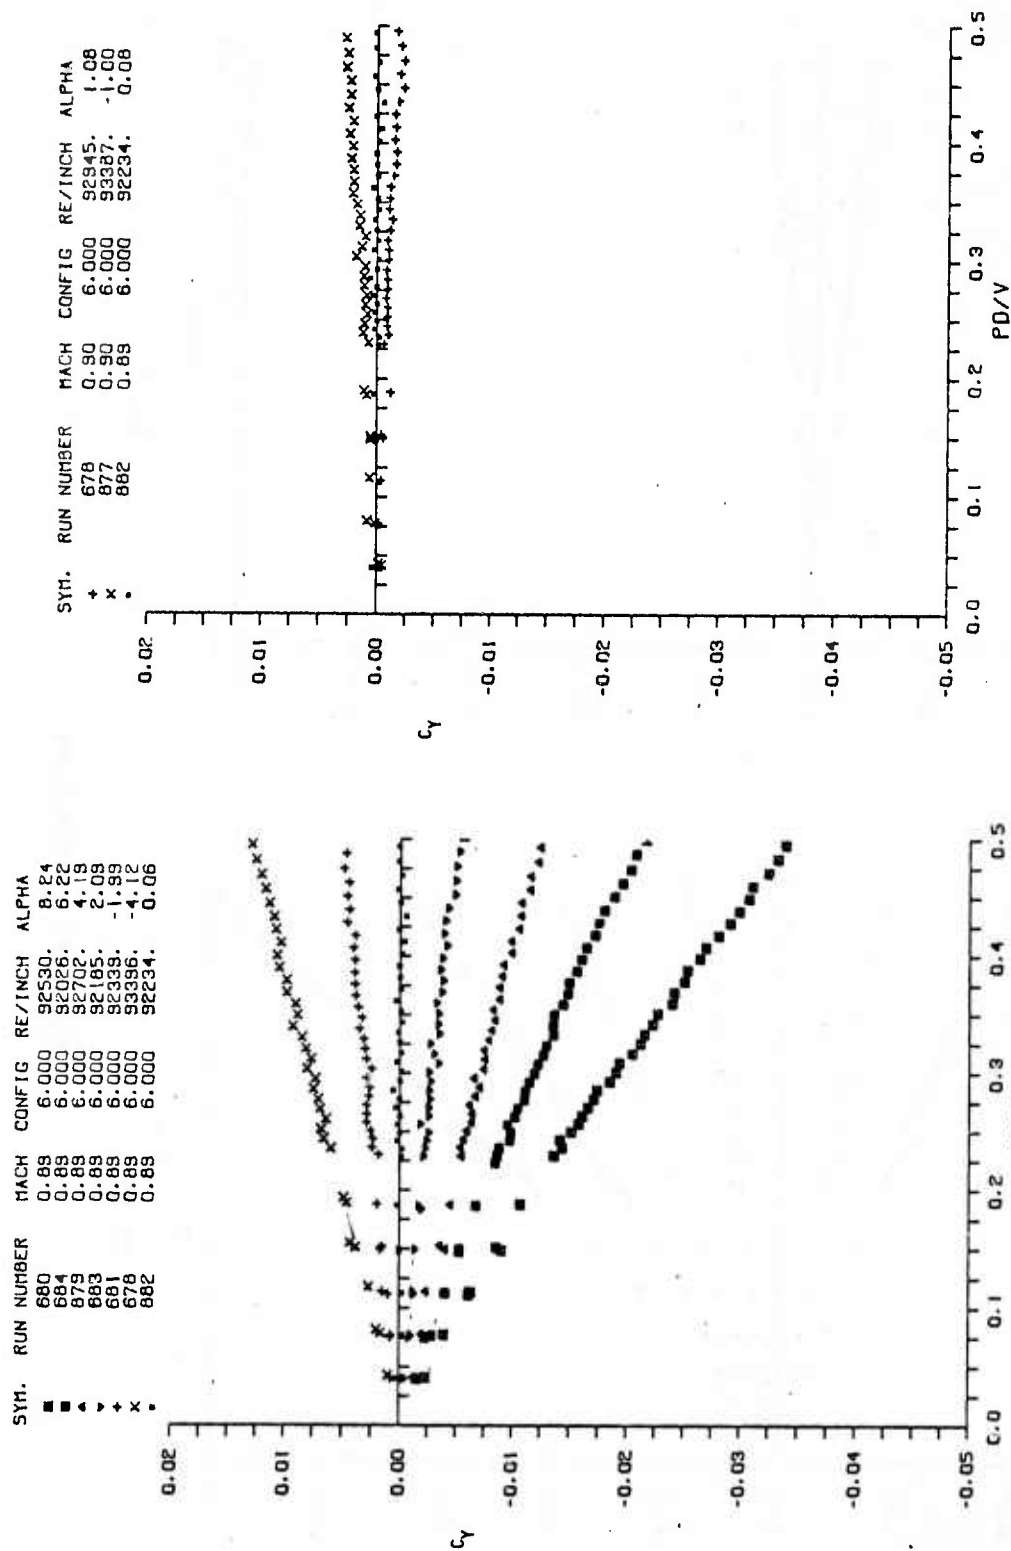 SYM. RUN NUMBER MACH CONFIG RE/INCH ALPHA
680 0.89 6.000 92530. 8.24
684 0.89 6.000 92026. 6.22
879 0.89 6.000 92702. 4.19
683 0.89 6.000 92185. 2.09
681 0.89 6.000 92339. -1.99
678 0.89 6.000 93396. -4.12
882 0.89 6.000 92234. 0.06
0.02
0.01
0.00
-0.01
-0.02
-0.03
-0.04
-0.05
CY
0.0 0.1 0.2 0.3 0.4 0.5
SYM. RUN NUMBER MACH CONFIG RE/INCH ALPHA
678 0.90 6.000 92945. 1.08
877 0.90 6.000 93387. -1.00
882 0.89 6.000 92234. 0.08
0.02
0.01
0.00
-0.01
-0.02
-0.03
-0.04
-0.05
CY
0.0 0.1 0.2 0.3 0.4 0.5
PD/V